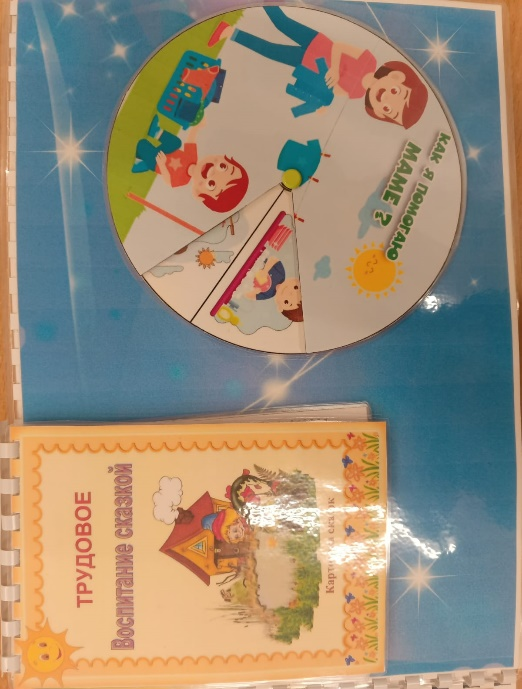 КАК Я ПОМОГАЮ
МАМЕ ?
ТРУДОВОЕ
Воспитание сказкой
Картотека сказок